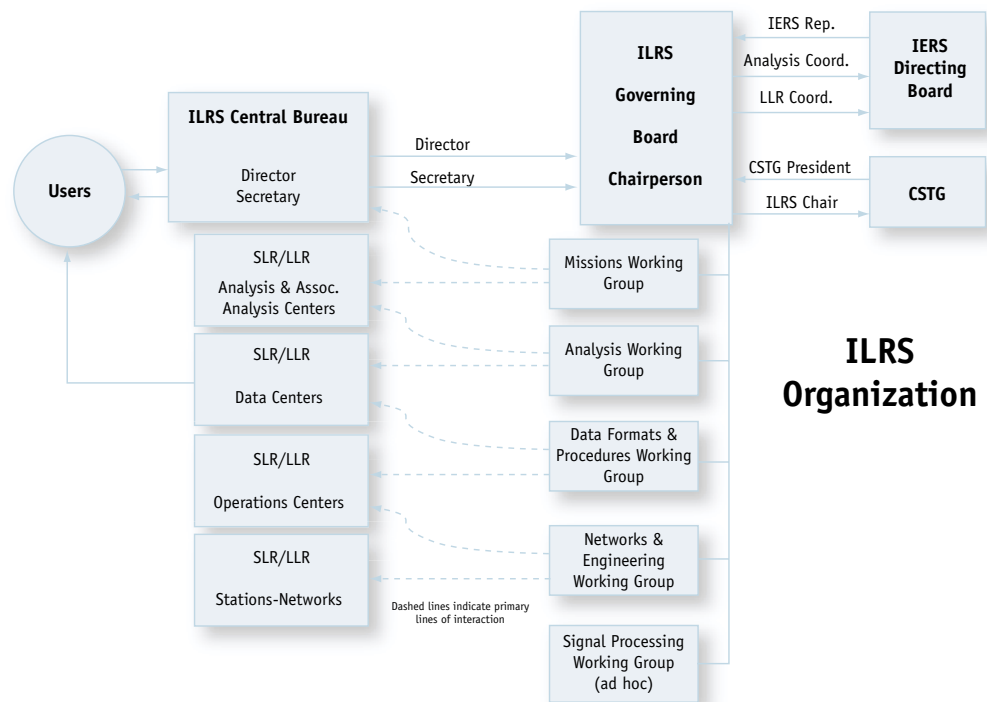 IERS Rep.
Analysis Coord.
LLR Coord.
IERS
Directing
Board
ILRS
Governing
Board
Chairperson
ILRS Central Bureau
Director
Secretary
Director
Secretary
Users
CSTG President
ILRS Chair
CSTG
SLR/LLR
Analysis & Assoc.
Analysis Centers
SLR/LLR
Data Centers
SLR/LLR
Operations Centers
SLR/LLR
Stations-Networks
Missions Working
Group
Analysis Working
Group
Data Formats &
Procedures Working
Group
Networks &
Engineering
Working Group
Signal Processing
Working Group
(ad hoc)
Dashed lines indicate primary
lines of interaction
ILRS
Organization